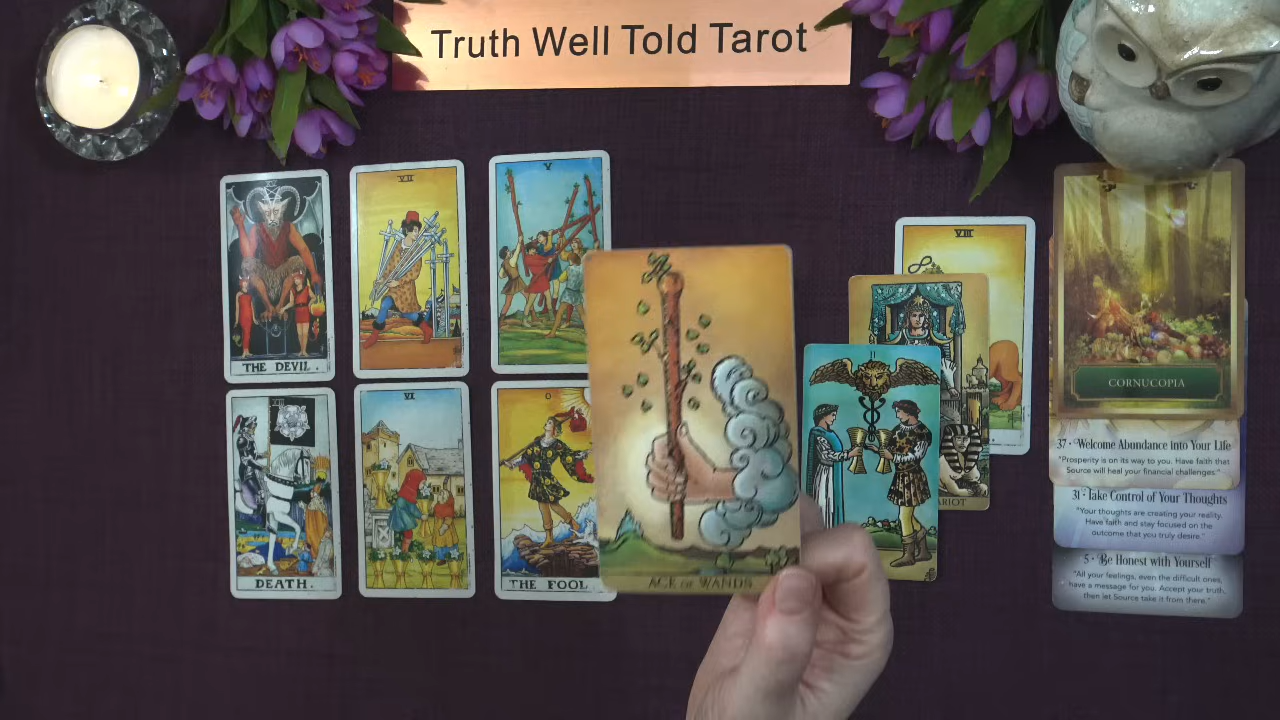 Truth Well Told Tarot
VII
V
THE DEVIL.
VIII
CORNUCOPIA
II
VI
O
DEATH.
THE FOOL
ACE of WANDS
37 · Welcome Abundance into Your Life
"Prosperity is on its way to you. Have faith that
Source will heal your financial challenges."
31 · Take Control of Your Thoughts
"Your thoughts are creating your reality.
Have faith and stay focused on the
outcome that you truly desire."
5 · Be Honest with Yourself
"All your feelings, even the difficult ones,
have a message for you. Accept your truth,
then let Source take it from there."